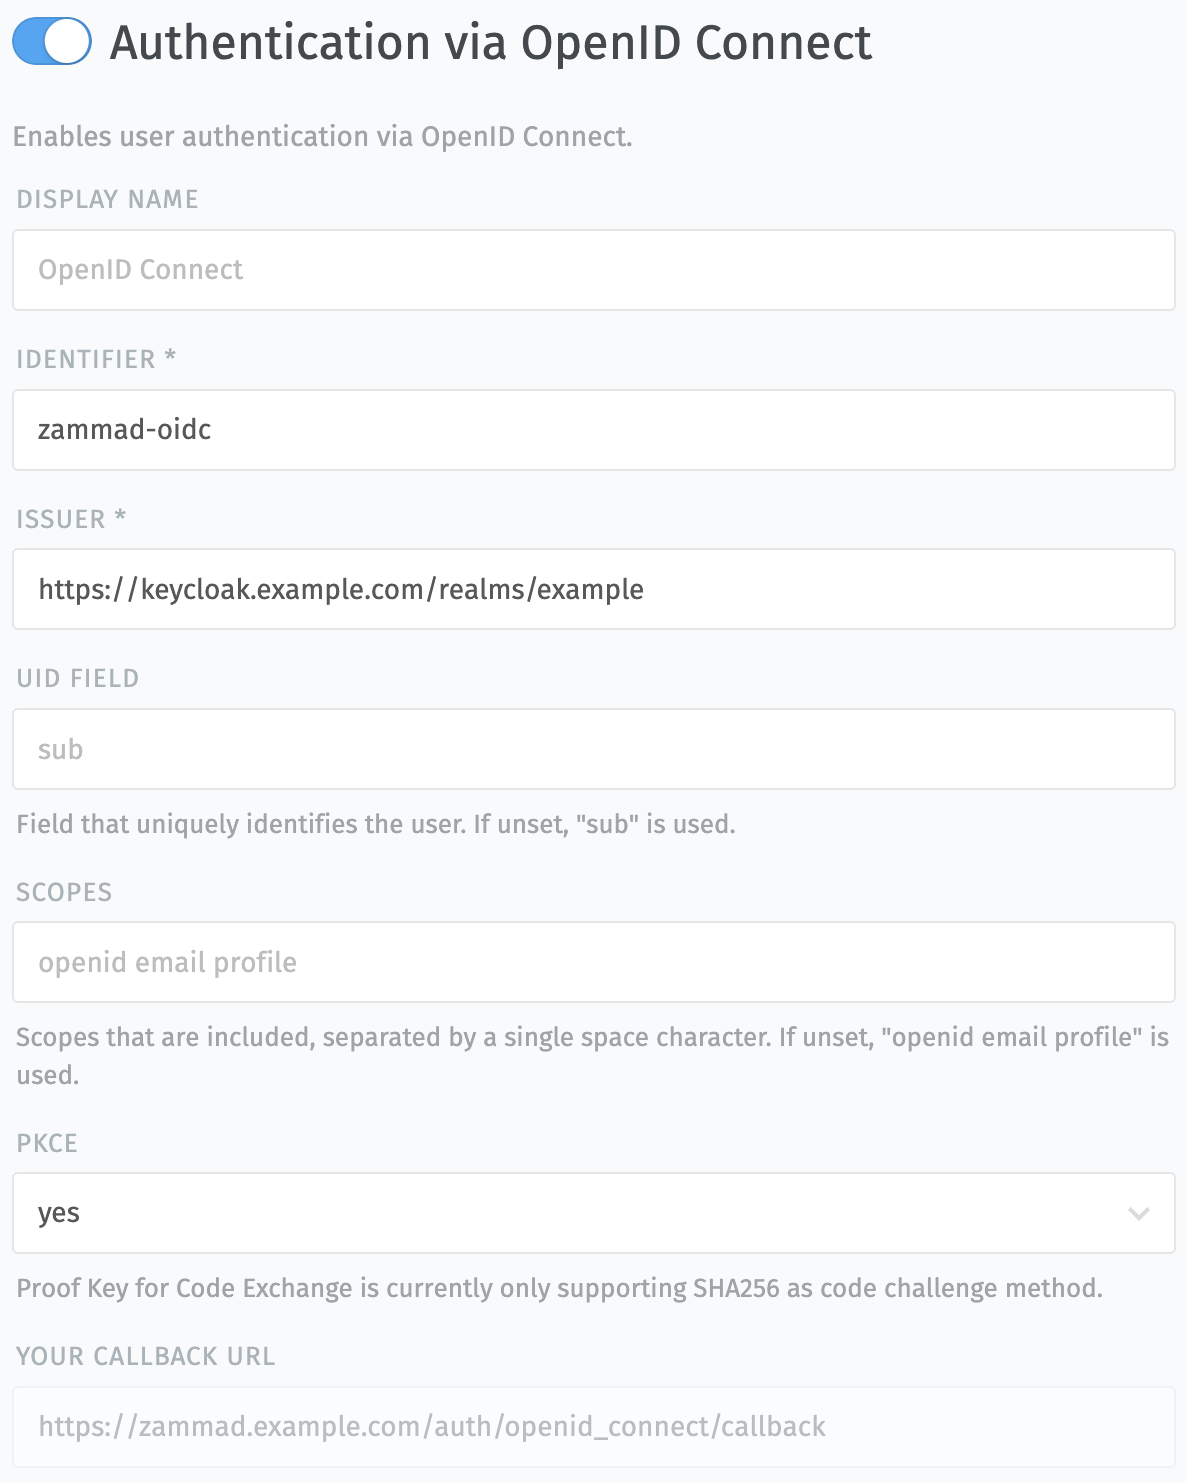 Authentication via OpenID Connect
Enables user authentication via OpenID Connect.
DISPLAY NAME
OpenID Connect
IDENTIFIER *
zammad-oidc
ISSUER *
https://keycloak.example.com/realms/example
UID FIELD
sub
Field that uniquely identifies the user. If unset, "sub" is used.
SCOPES
openid email profile
Scopes that are included, separated by a single space character. If unset, "openid email profile" is
used.
PKCE
yes
Proof Key for Code Exchange is currently only supporting SHA256 as code challenge method.
YOUR CALLBACK URL
https://zammad.example.com/auth/openid_connect/callback